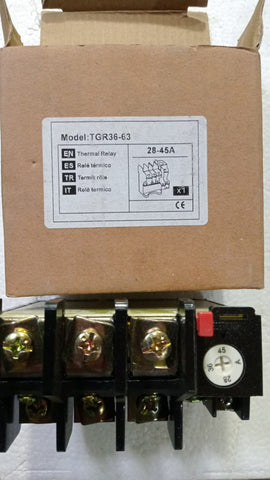 Model:TGR36-63
EN Thermal Relay
28-45A
ES Relé térmico
TR Termik röle
IT Relè termico
x1
CE
45
A
28